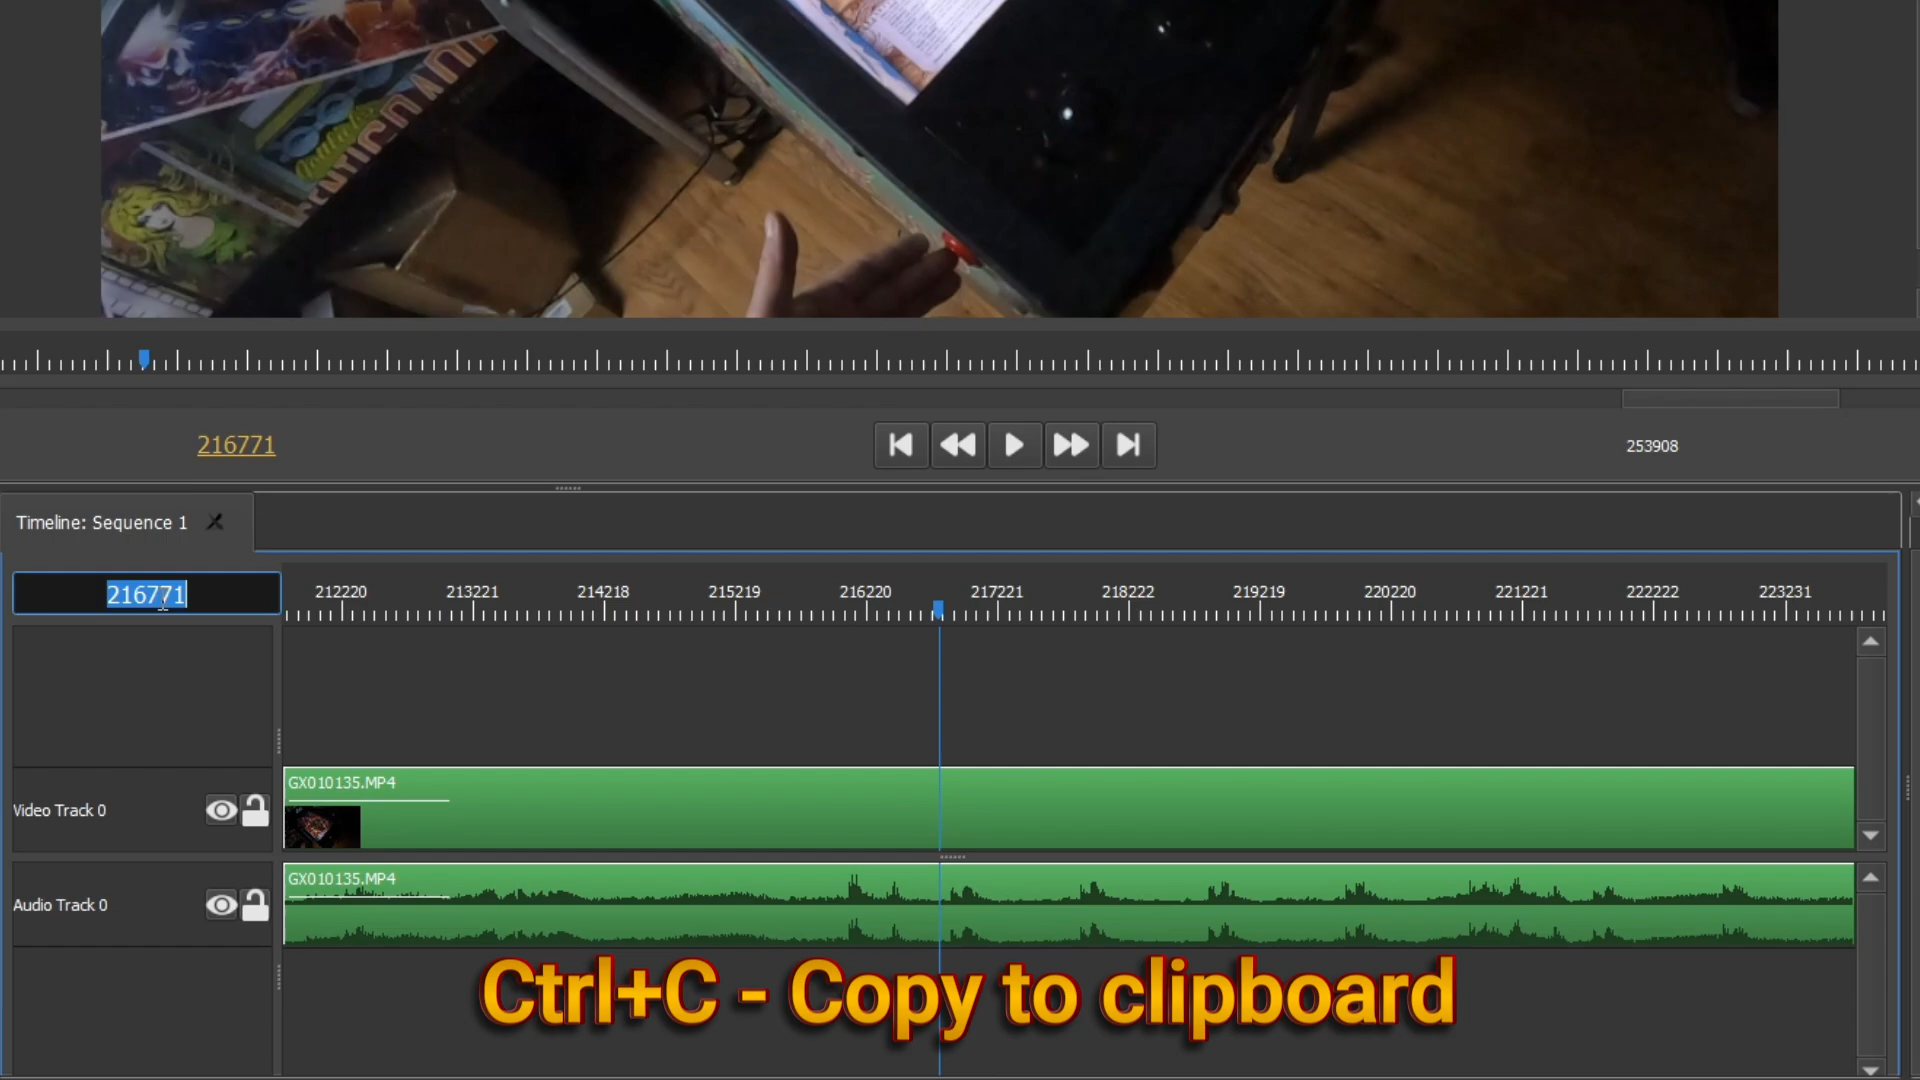 216771
253908
Timeline: Sequence 1
216771
212220 213221 214218 215219 216220 217221 218222 219219 220220 221221 222222 223231
GX010135.MP4
Video Track 0
GX010135.MP4
Audio Track 0
Ctrl+C - Copy to clipboard